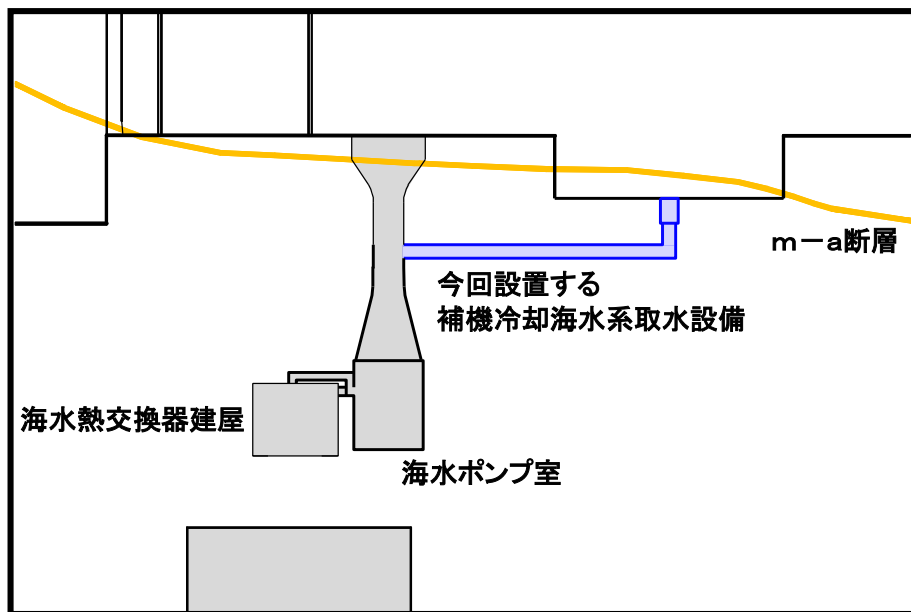 m－a断層
今回設置する
補機冷却海水系取水設備
海水熱交換器建屋
海水ポンプ室